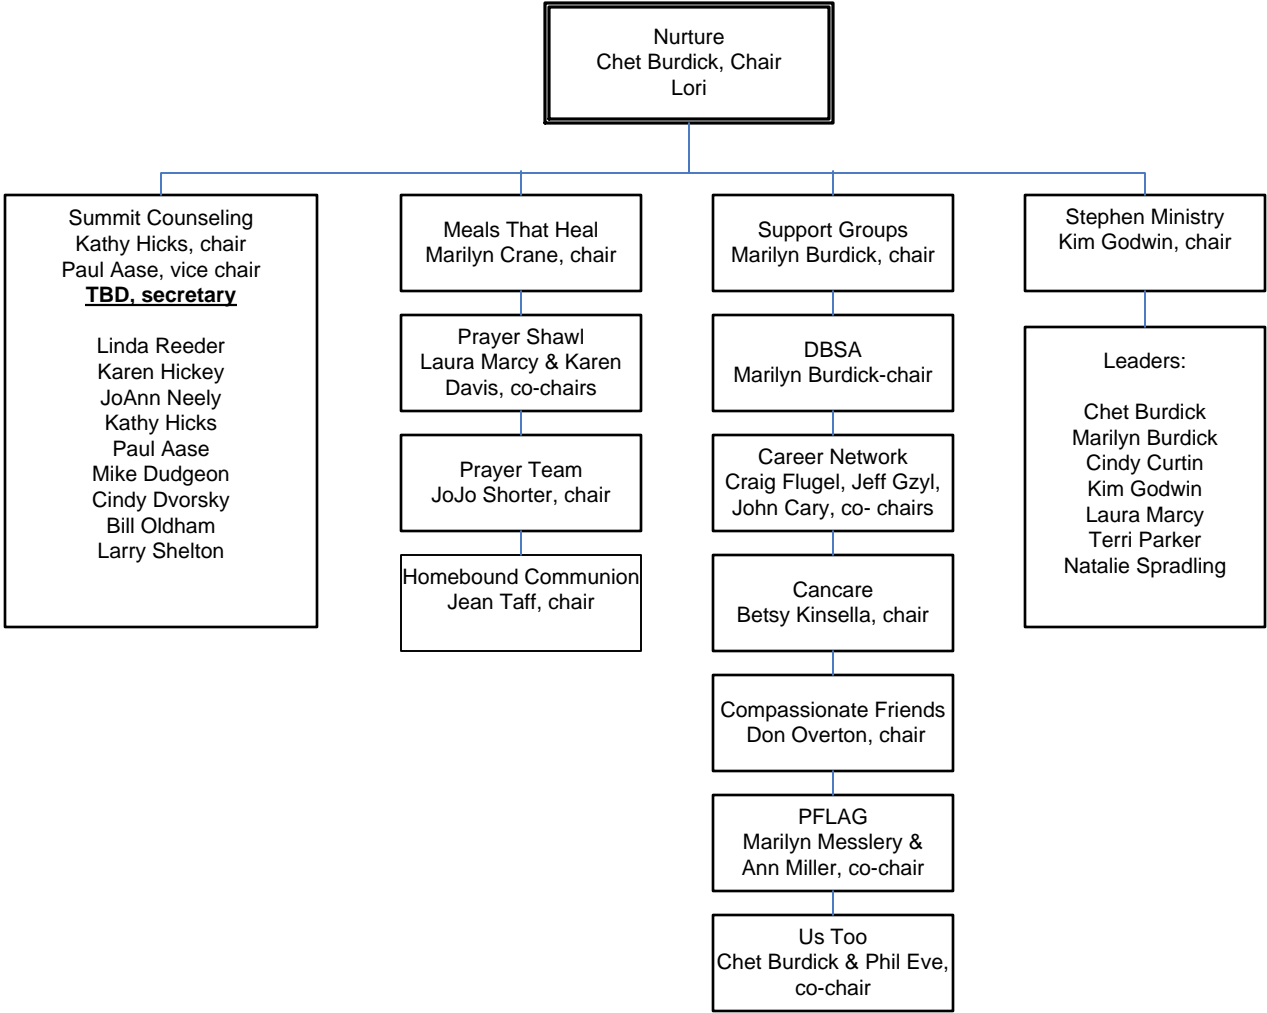 Nurture
Chet Burdick, Chair
Lori
Summit Counseling
Kathy Hicks, chair
Paul Aase, vice chair
TBD, secretary
Linda Reeder
Karen Hickey
JoAnn Neely
Kathy Hicks
Paul Aase
Mike Dudgeon
Cindy Dvorsky
Bill Oldham
Larry Shelton
Meals That Heal
Marilyn Crane, chair
Prayer Shawl
Laura Marcy & Karen
Davis, co-chairs
Prayer Team
JoJo Shorter, chair
Homebound Communion
Jean Taff, chair
Support Groups
Marilyn Burdick, chair
DBSA
Marilyn Burdick-chair
Career Network
Craig Flugel, Jeff Gzyl,
John Cary, co- chairs
Cancare
Betsy Kinsella, chair
Compassionate Friends
Don Overton, chair
PFLAG
Marilyn Messlery &
Ann Miller, co-chair
Us Too
Chet Burdick & Phil Eve,
co-chair
Stephen Ministry
Kim Godwin, chair
Leaders:
Chet Burdick
Marilyn Burdick
Cindy Curtin
Kim Godwin
Laura Marcy
Terri Parker
Natalie Spradling